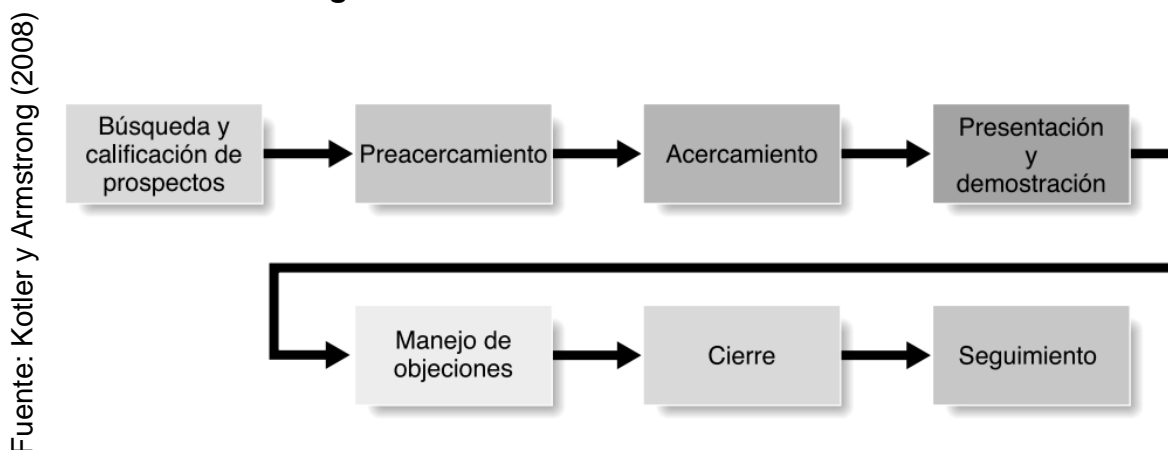 Fuente: Kotler y Armstrong (2008)
Búsqueda y
calificación de
prospectos
Preacercamiento
Acercamiento
Presentación
y
demostración
Manejo de
objeciones
Cierre
Seguimiento